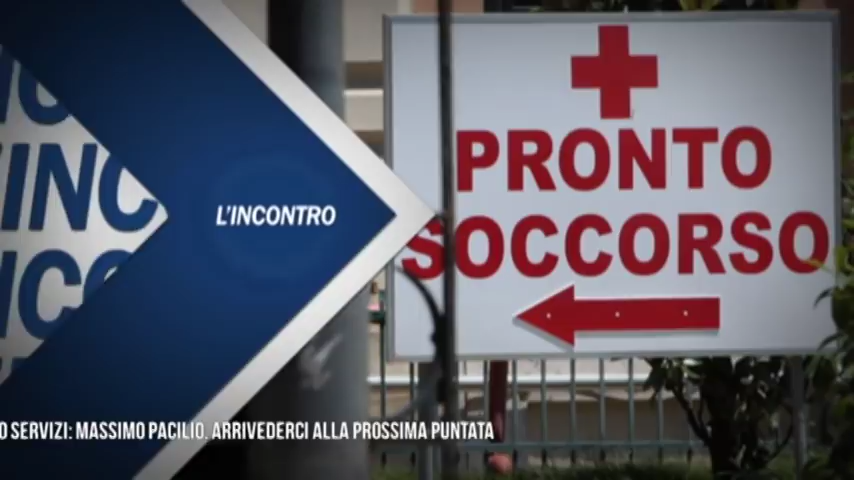 L'INCONTRO
PRONTO
SOCCORSO
SERVIZI: MASSIMO PACILIO. ARRIVEDERCI ALLA PROSSIMA PUNTATA